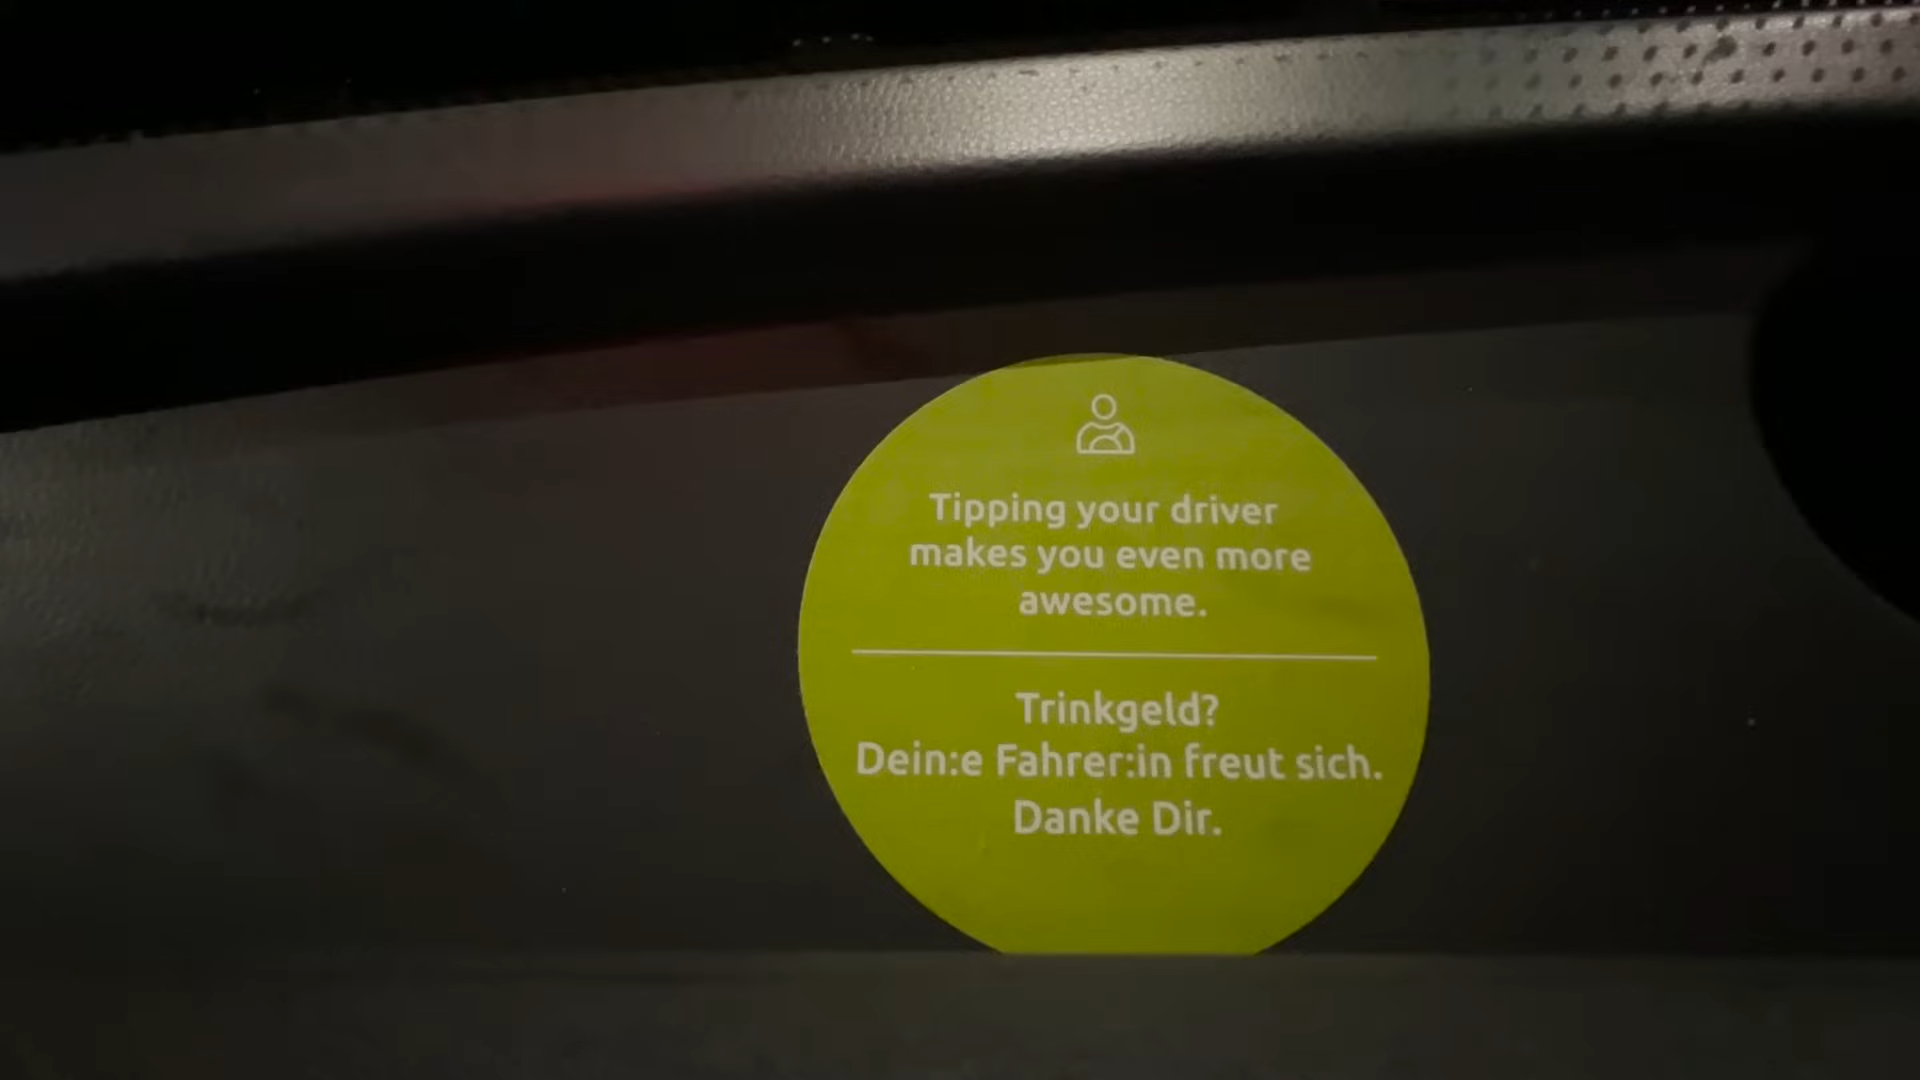 Tipping your driver
makes you even more
awesome.
Trinkgeld?
Dein:e Fahrer:in freut sich.
Danke Dir.